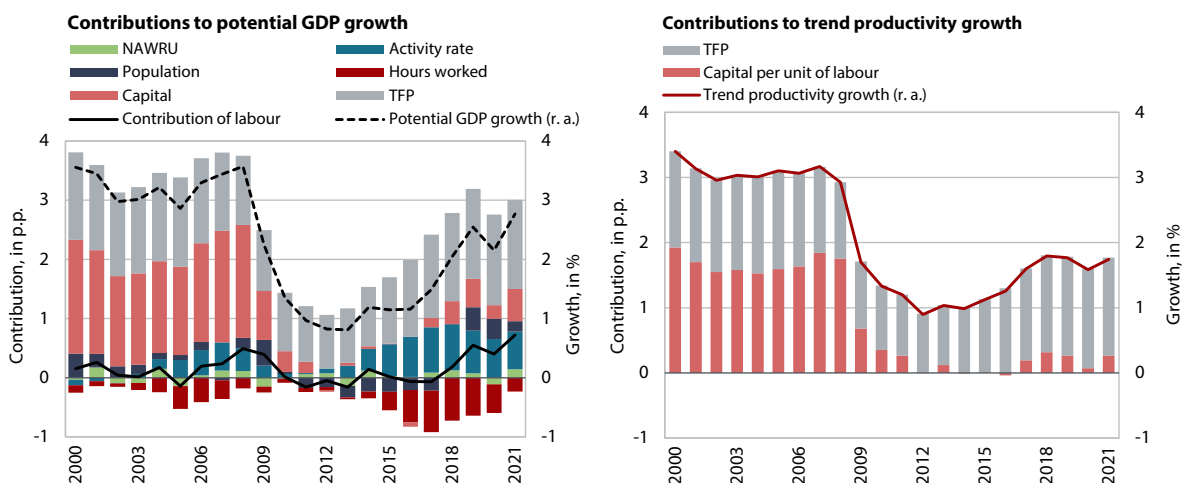 Contributions to potential GDP growth
NAWRU
Activity rate
Population
Hours worked
Capital
TFP
Contribution of labour
Potential GDP growth (r. a.)
4
3
2
1
0
-1
Contribution, in p.p.
4
3
2
1
0
-1
Growth, in %
2000
2003
2006
2009
2012
2015
2018
2021
Contributions to trend productivity growth
TFP
Capital per unit of labour
Trend productivity growth (r. a.)
4
3
2
1
0
-1
Contribution, in p.p.
4
3
2
1
0
-1
Growth, in %
2000
2003
2006
2009
2012
2015
2018
2021